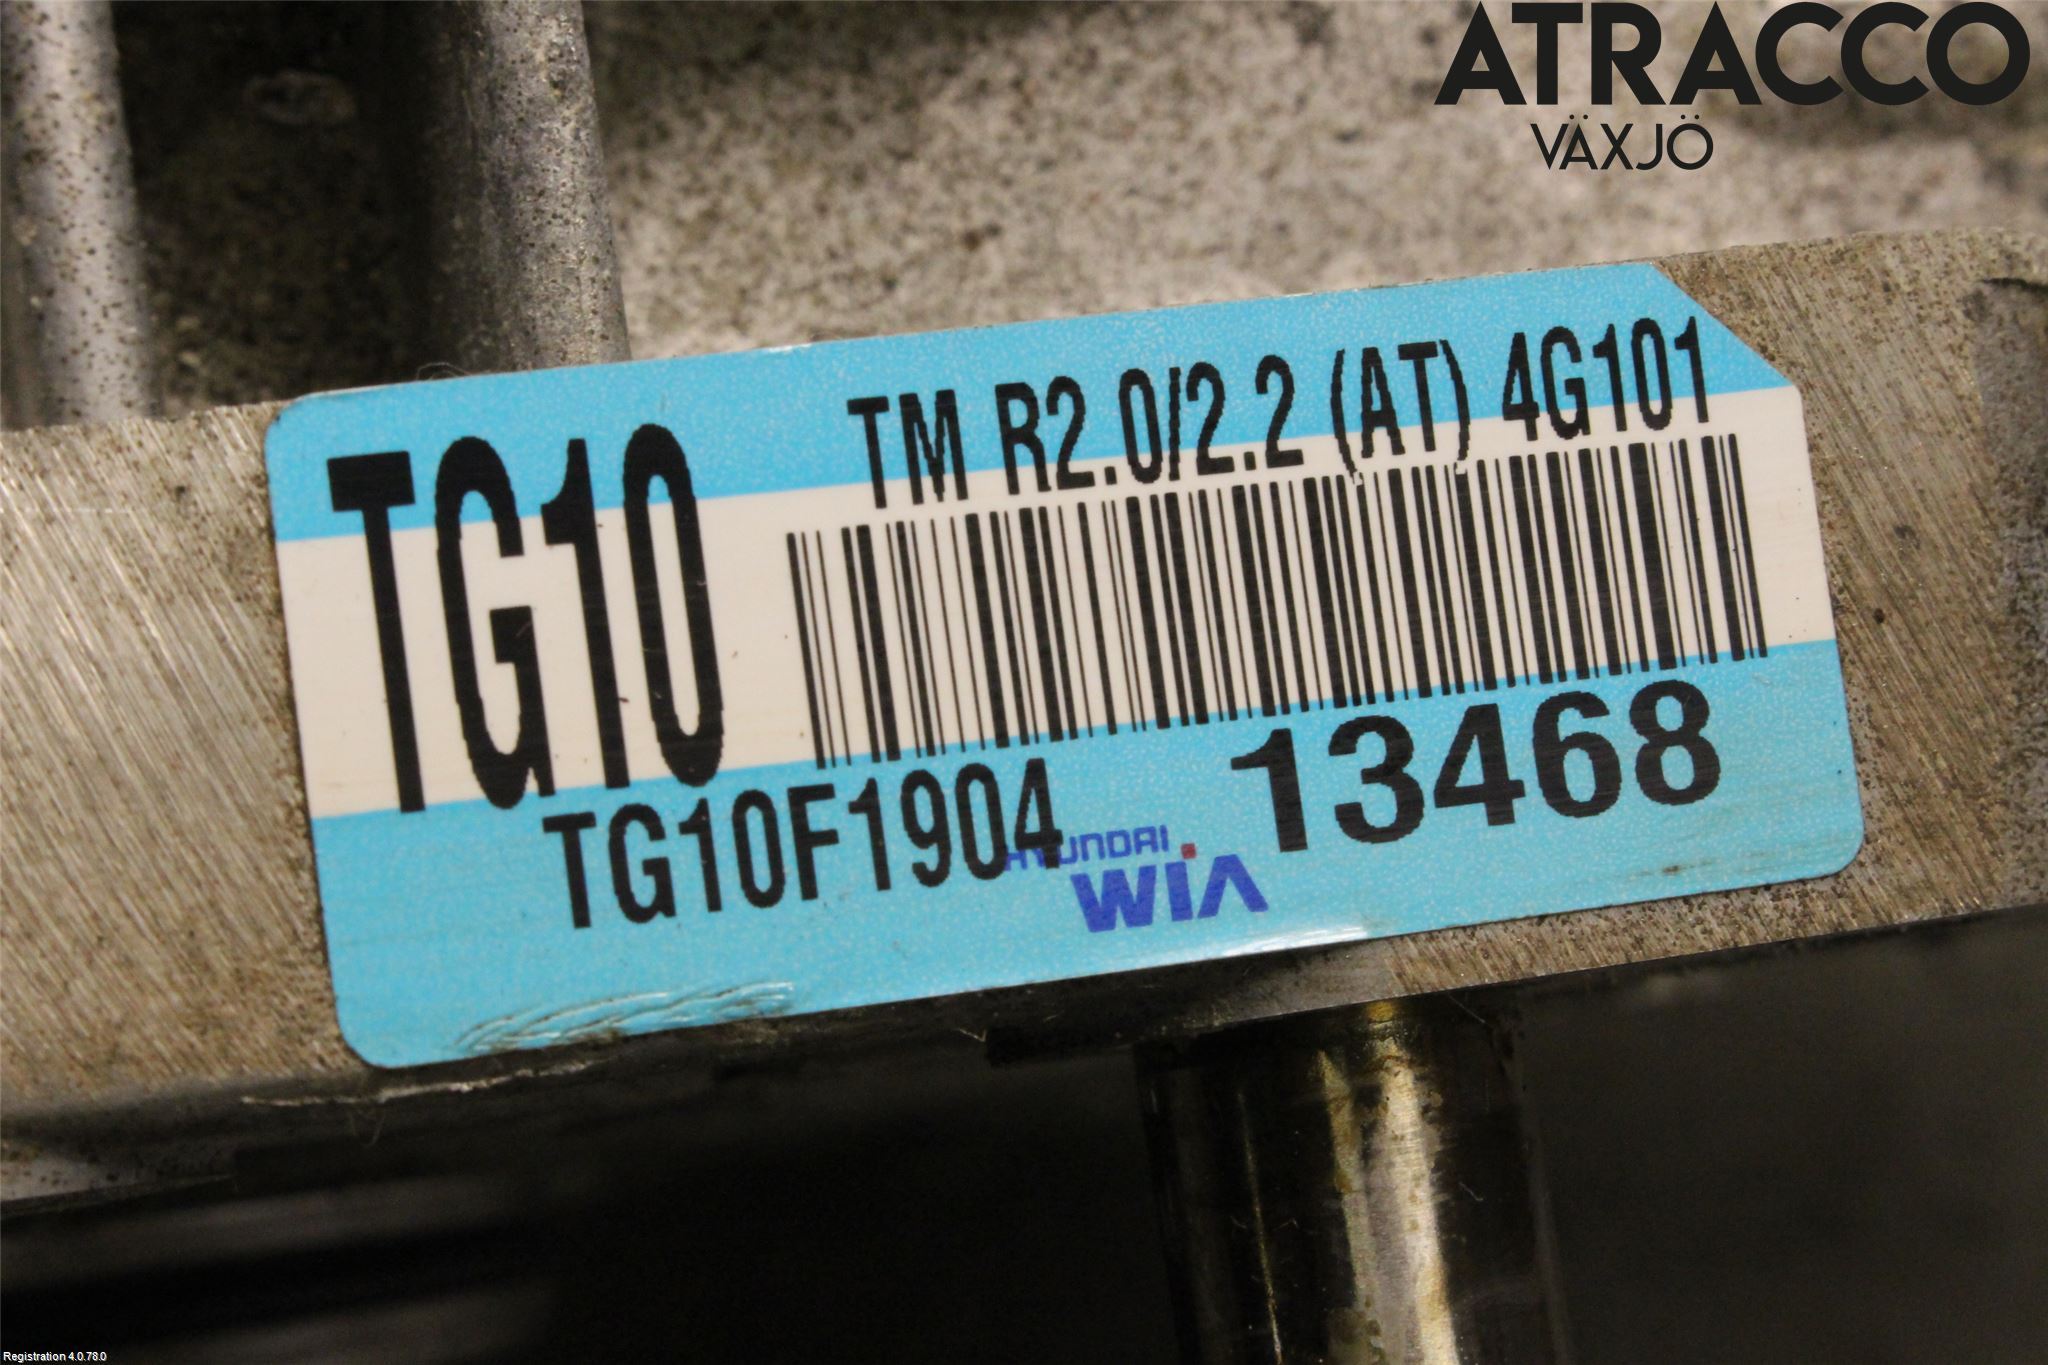 ATRACCO
VÄXJÖ
TM R2.0/2.2 (AT) 4G101
TG10
TG10F1904
13468
HYUNDAI
WIA
Registration 4.0.78.0